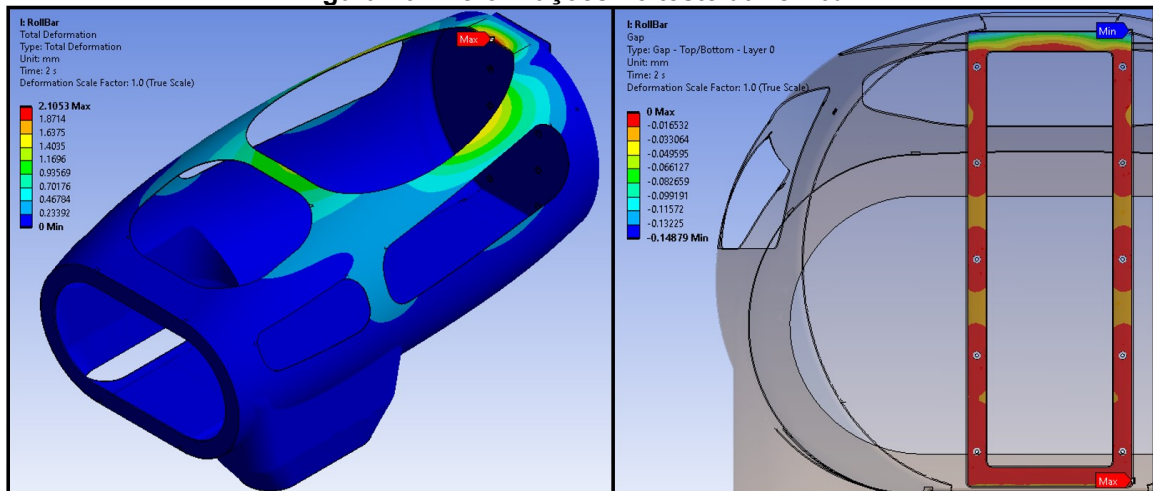 I: RollBar
Total Deformation
Type: Total Deformation
Unit: mm
Time: 2 s
Deformation Scale Factor: 1.0 (True Scale)
2.1053 Max
1.8714
1.6375
1.4035
1.1696
0.93569
0.70176
0.46784
0.23392
0 Min
Max
I: RollBar
Gap
Type: Gap - Top/Bottom - Layer 0
Unit: mm
Time: 2 s
Deformation Scale Factor: 1.0 (True Scale)
0 Max
-0.016532
-0.033064
-0.049595
-0.066127
-0.082659
-0.099191
-0.11572
-0.13225
-0.14879 Min
Min
Max